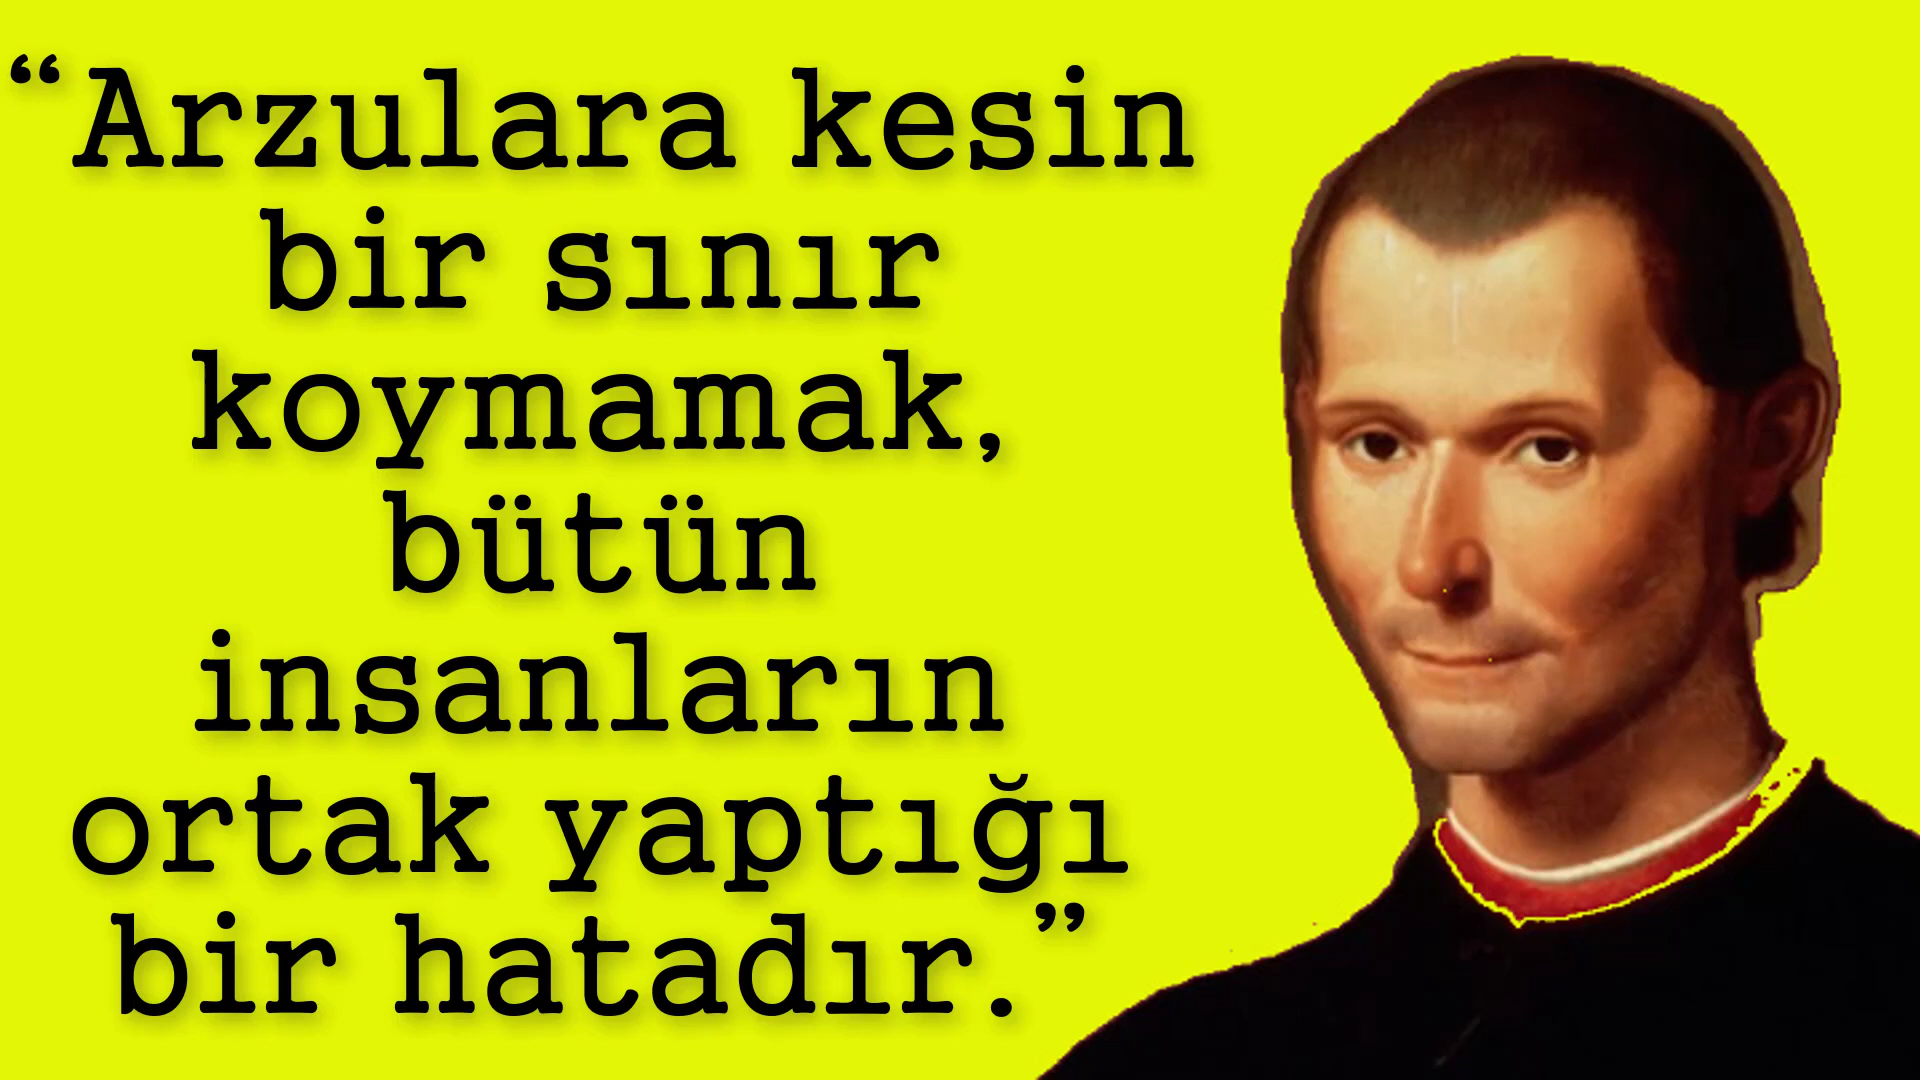 “Arzulara kesin
bir sınır
koymamak,
bütün
insanların
ortak yaptığı
bir hatadır.”